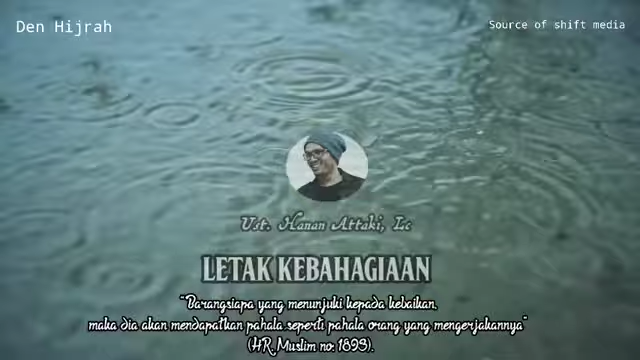 Den Hijrah
Source of shift media
Ust. Hanan Attaki, Lc
LETAK KEBAHAGIAAN
"Barangsiapa yang menunjuki kepada kebaikan,
maka dia akan mendapatkan pahala seperti pahala orang yang mengerjakannya"
(HR. Muslim no: 1893).